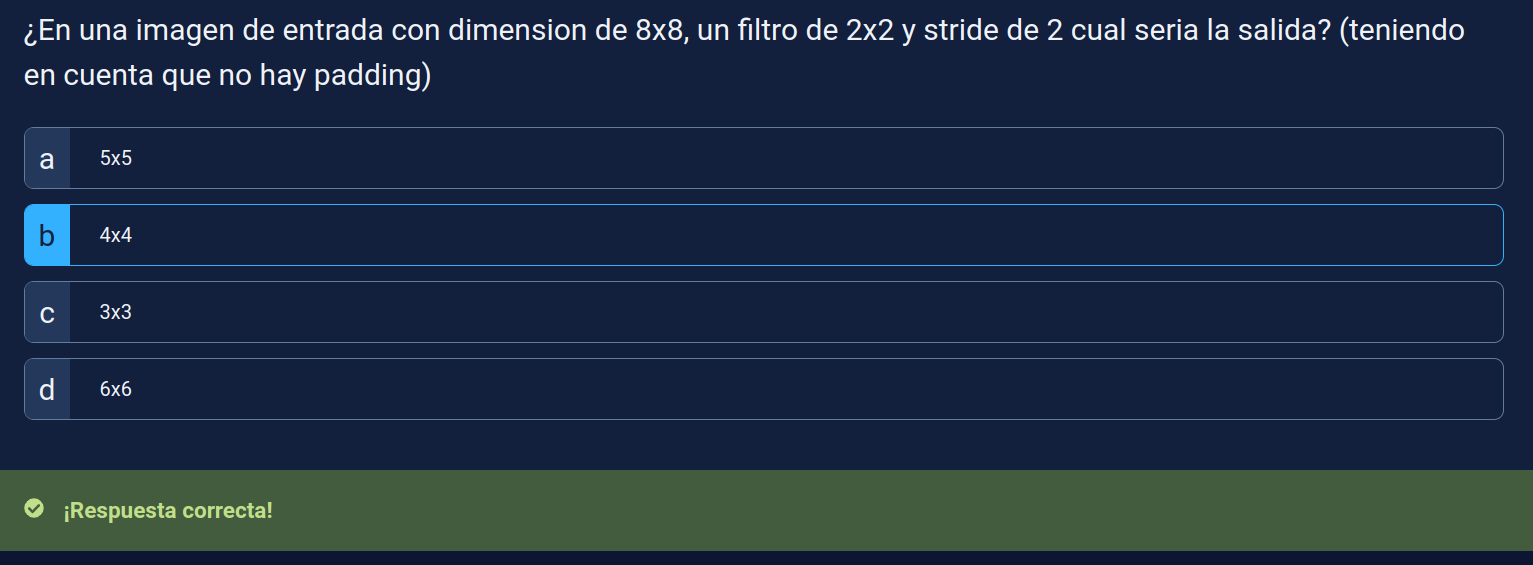 ¿En una imagen de entrada con dimension de 8x8, un filtro de 2x2 y stride de 2 cual seria la salida? (teniendo
en cuenta que no hay padding)
a 5x5
b 4x4
c 3x3
d 6x6
¡Respuesta correcta!